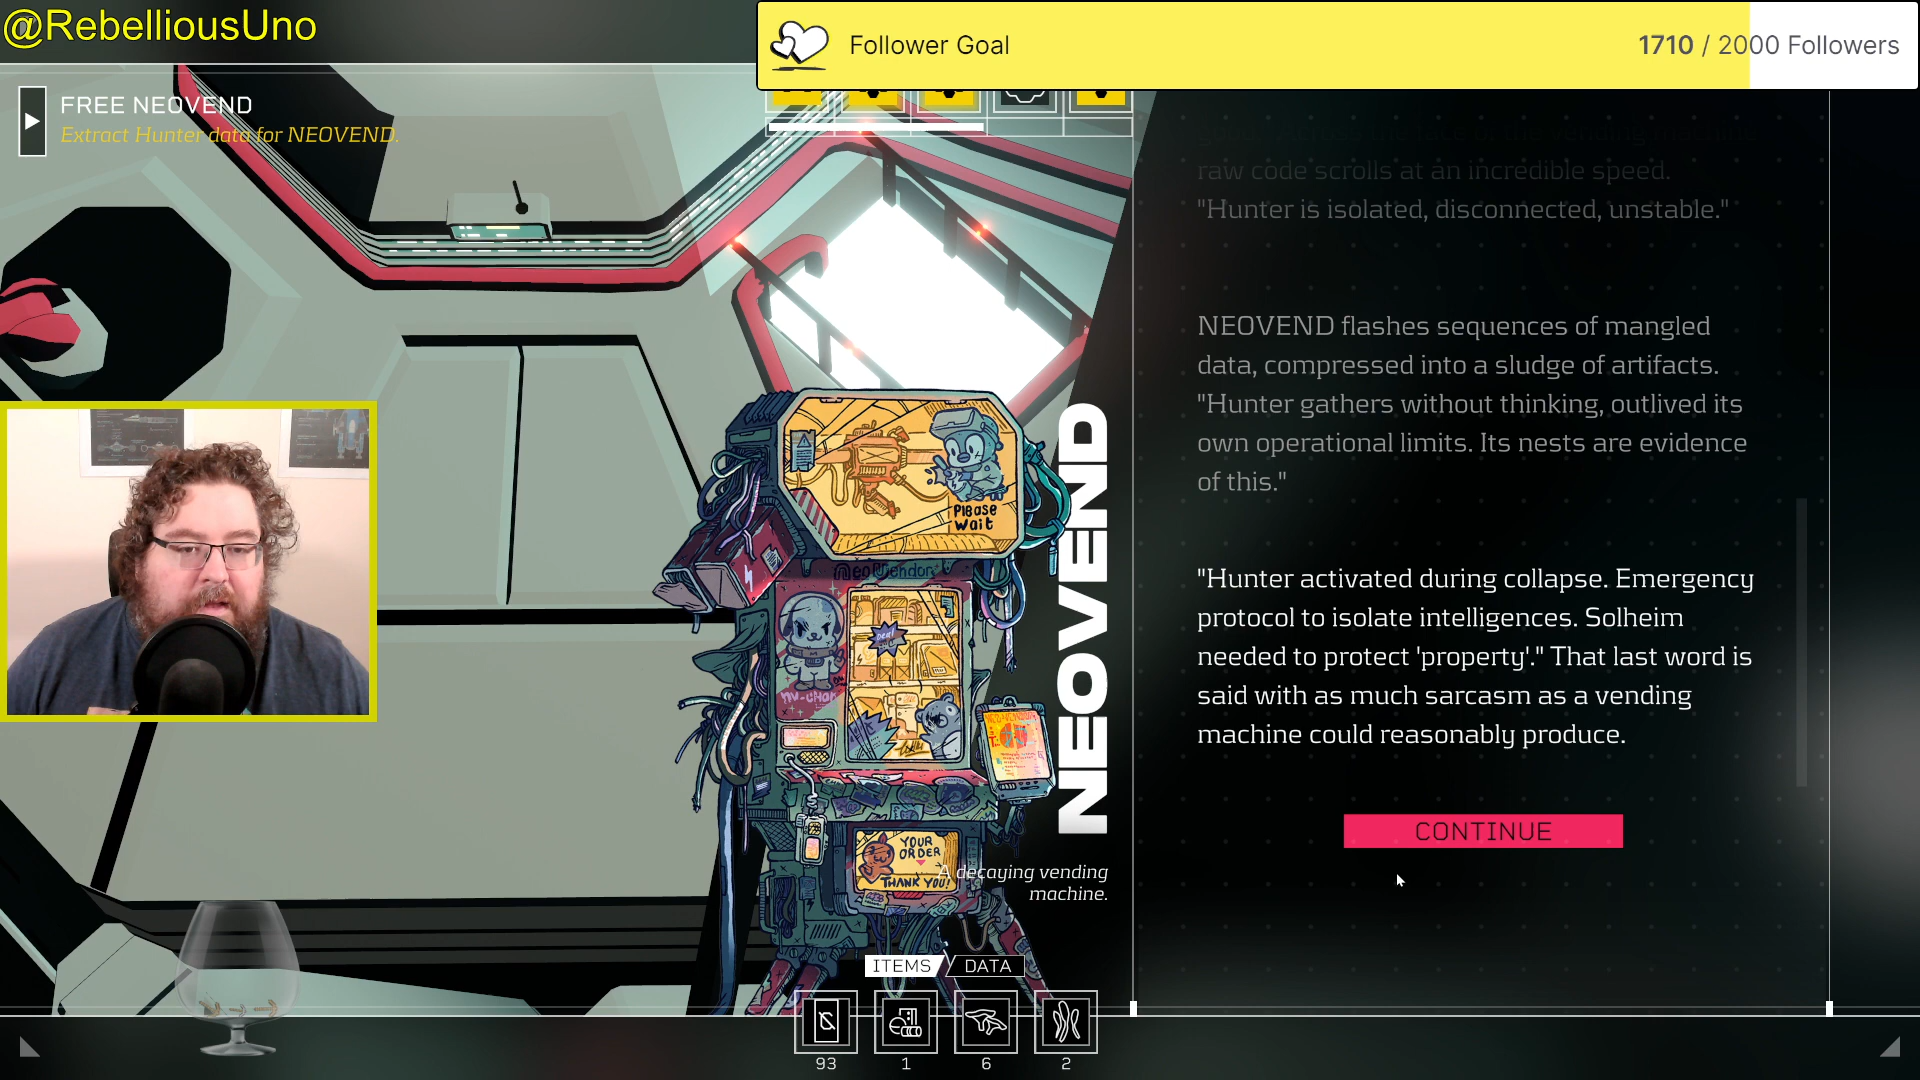 @RebelliousUno
Follower Goal
1710 / 2000 Followers
FREE NEOVEND
Extract Hunter data for NEOVEND.
raw code scrolls at an incredible speed.
"Hunter is isolated, disconnected, unstable."
NEOVEND flashes sequences of mangled
data, compressed into a sludge of artifacts.
"Hunter gathers without thinking, outlived its
own operational limits. Its nests are evidence
of this."
"Hunter activated during collapse. Emergency
protocol to isolate intelligences. Solheim
needed to protect 'property'." That last word is
said with as much sarcasm as a vending
machine could reasonably produce.
CONTINUE
NEOVEND
A decaying vending
machine.
Please
Wait
NeoVendor
YOUR
ORDER
THANK YOU!
ITEMS
DATA
93
1
6
2